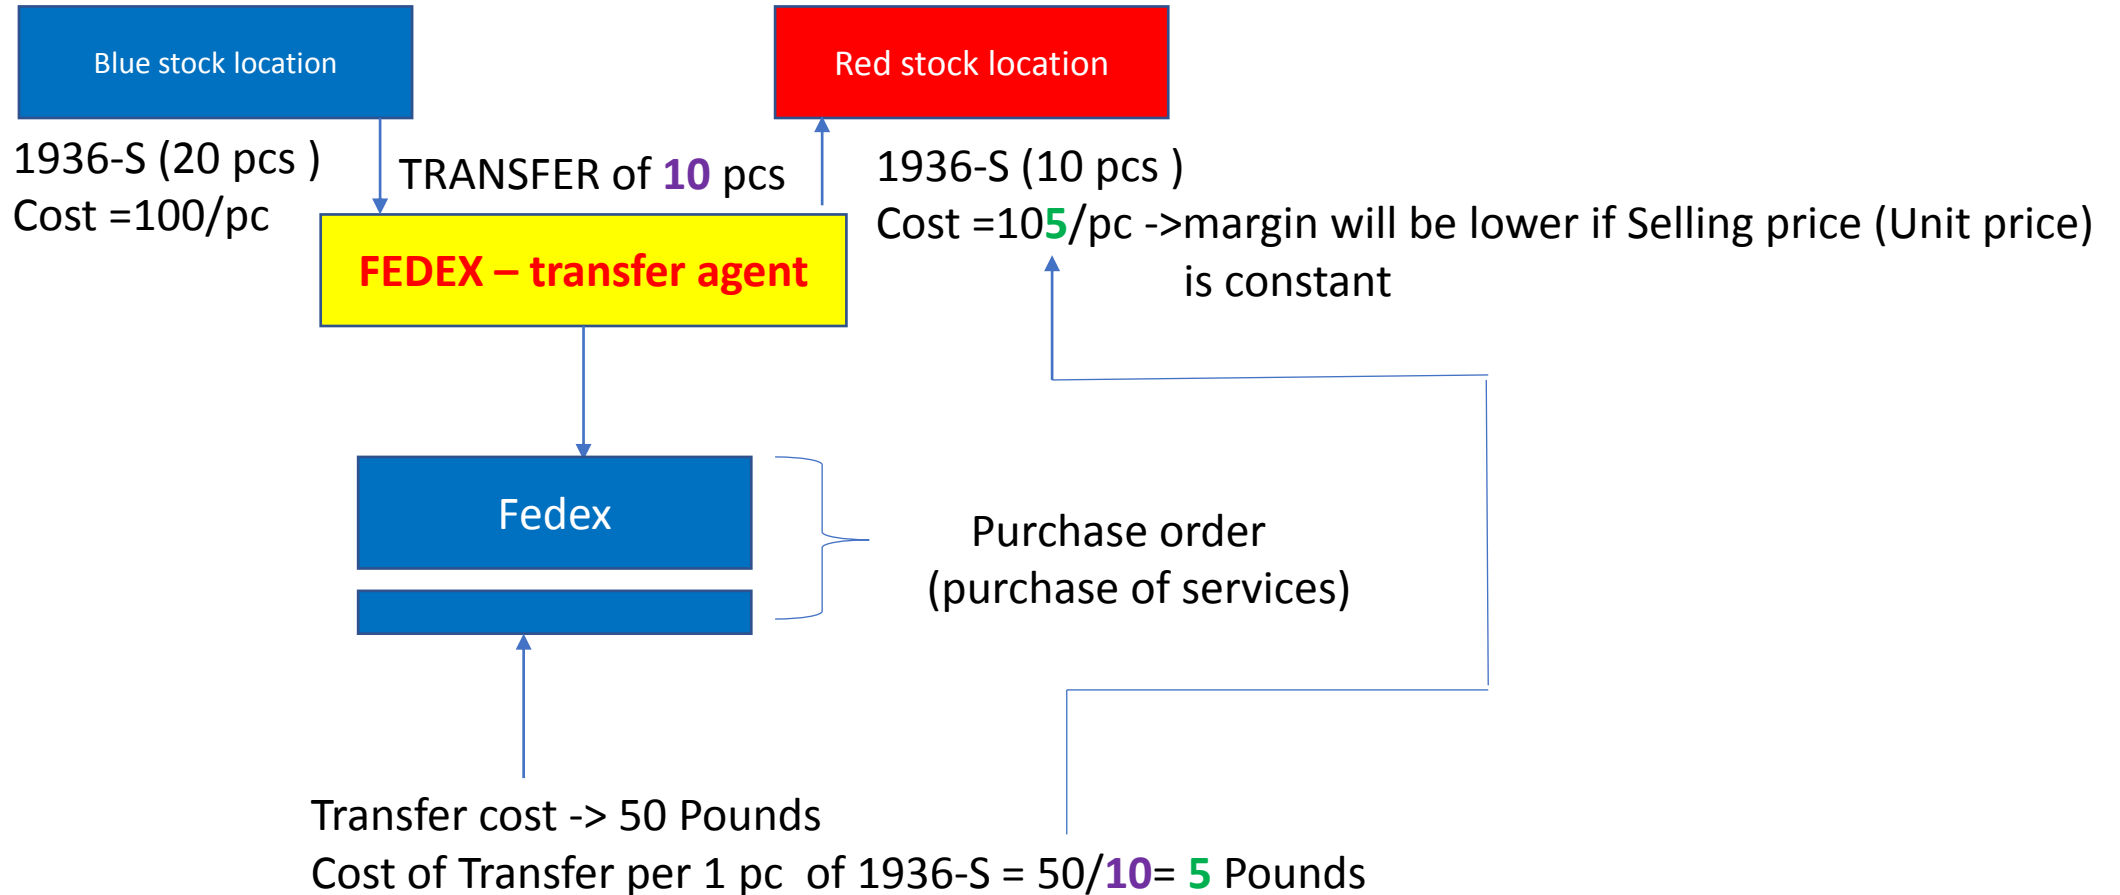 Blue stock location
Red stock location
1936-S (20 pcs )
Cost =100/pc
TRANSFER of 10 pcs
1936-S (10 pcs )
Cost =105/pc ->margin will be lower if Selling price (Unit price)
is constant
FEDEX – transfer agent
Fedex
Purchase order
(purchase of services)
Transfer cost -> 50 Pounds
Cost of Transfer per 1 pc  of 1936-S = 50/10= 5 Pounds